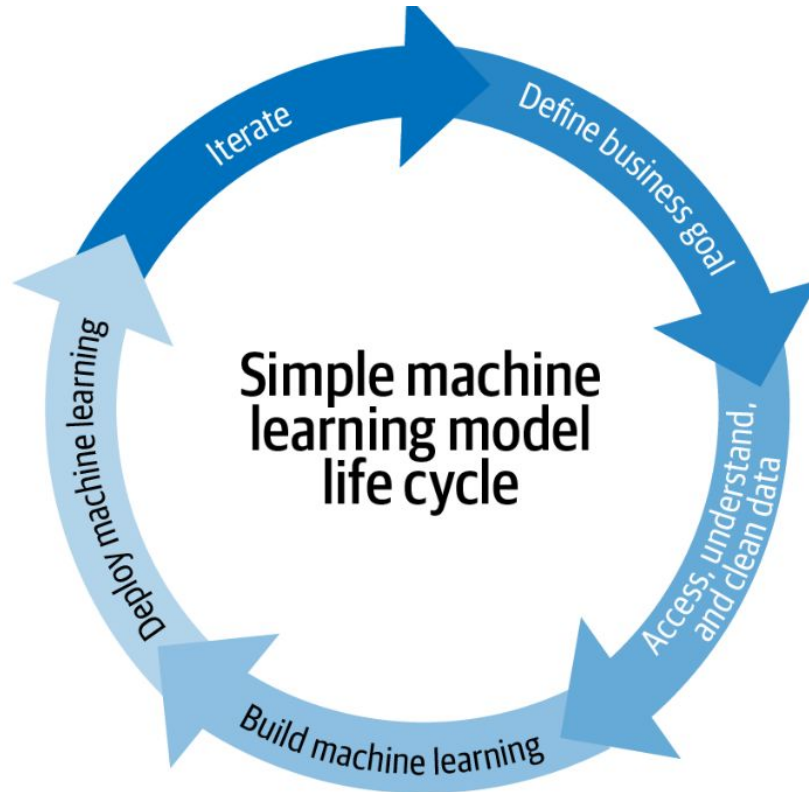 Simple machine
learning model
life cycle
Define business goal
Access, understand,
and clean data
Build machine learning
Deploy machine learning
Iterate